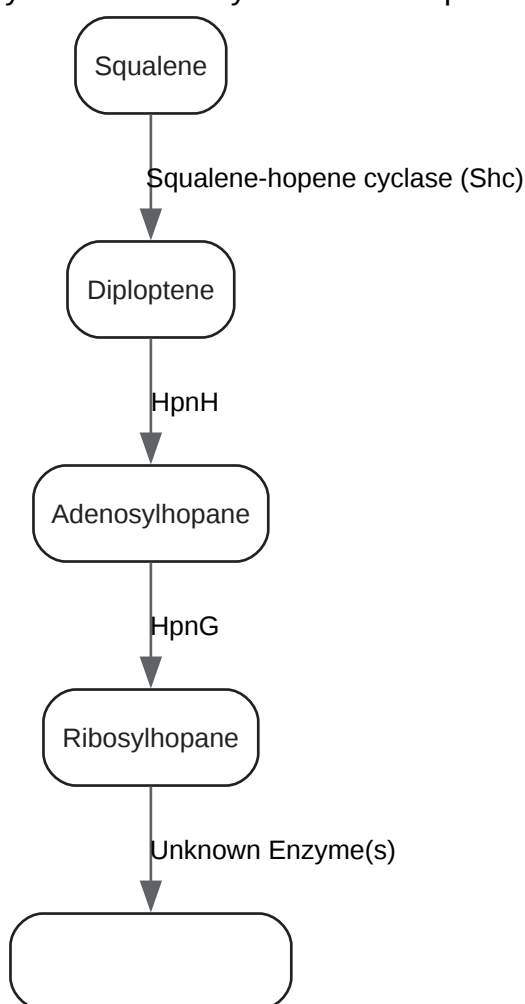 Squalene
Squalene-hopene cyclase (Shc)
Diploptene
HpnH
Adenosylhopane
HpnG
Ribosylhopane
Unknown Enzyme(s)